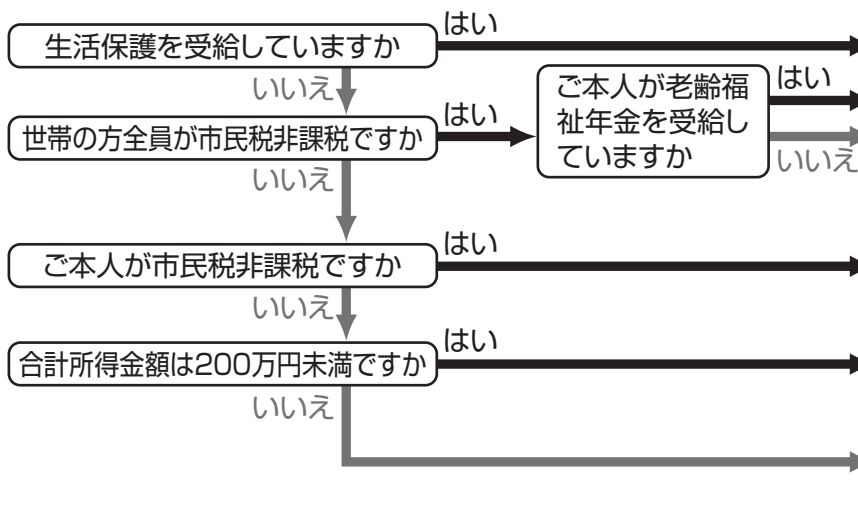 はい
生活保護を受給していますか
いいえ
はい
世帯の方全員が市民税非課税ですか
いいえ
ご本人が老齢福
祉年金を受給し
ていますか
はい
いいえ
はい
ご本人が市民税非課税ですか
いいえ
はい
合計所得金額は200万円未満ですか
いいえ